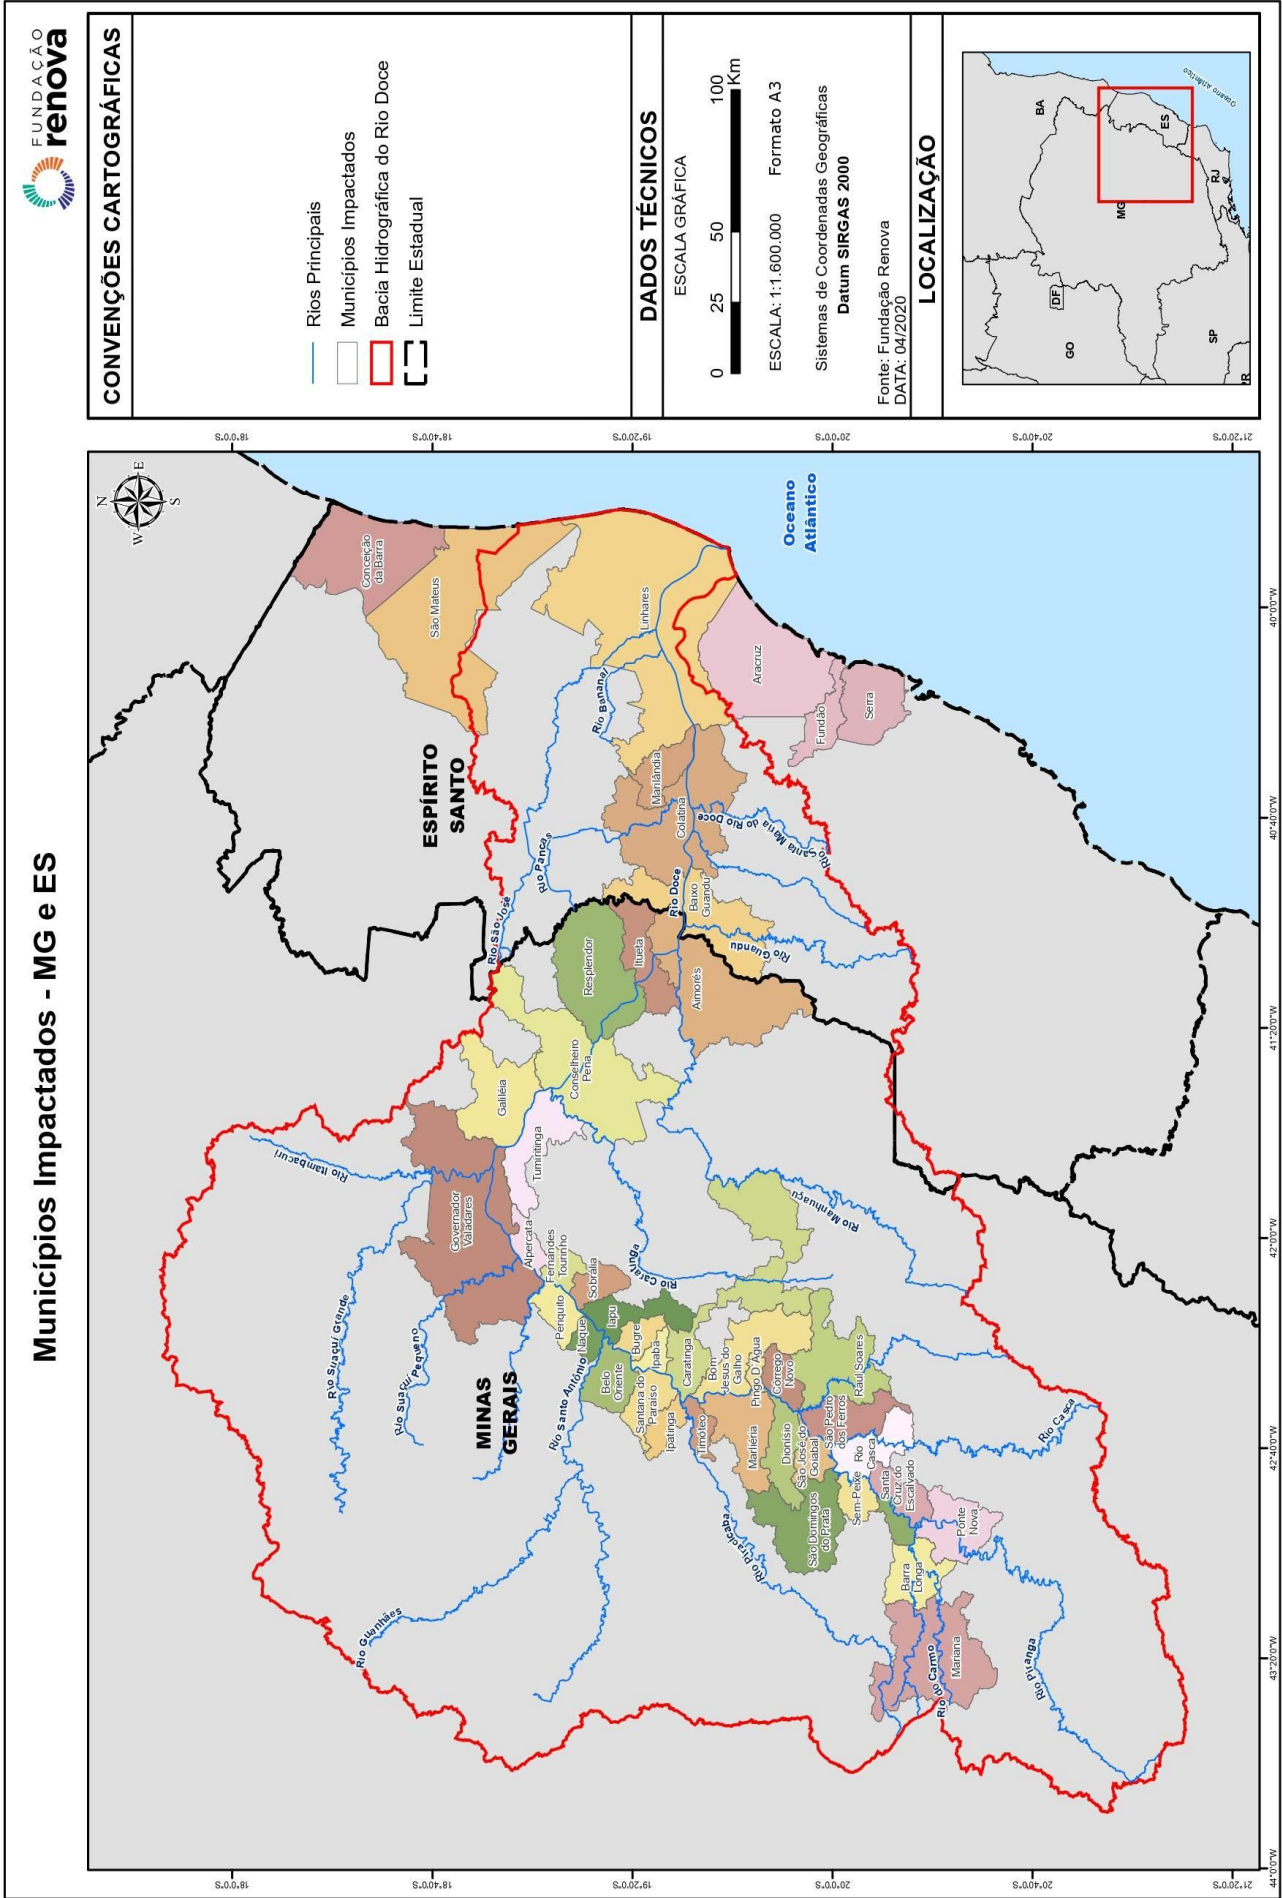 Municípios Impactados - MG e ES
FUNDAÇÃO
renova
18°0'0"S
18°40'0"S
19°20'0"S
20°0'0"S
20°40'0"S
21°20'0"S
44°0'0"W
43°20'0"W
42°40'0"W
42°0'0"W
41°20'0"W
40°40'0"W
40°0'0"W
N
E
S
W
MINAS
GERAIS
ESPÍRITO
SANTO
Oceano
Atlântico
Conceição
da Barra
São Mateus
Linhares
Aracruz
Fundão
Serra
Marilândia
Colatina
Baixo
Guandu
Resplendor
Itueta
Aimorés
Conselheiro
Pena
Galiléia
Tumiritinga
Governador
Valadares
Alpercata
Fernandes
Tourinho
Sobrália
Periquito
Naque
Iapu
Bugre
Ipaba
Belo
Oriente
Santana do
Paraíso
Ipatinga
Caratinga
Timóteo
Bom
Jesus do
Galho
Pingo D'Água
Córrego
Novo
Marliéria
Dionísio
São José do
Goiabal
São Domingos
do Prata
Raul Soares
São Pedro
dos Ferros
Rio
Casca
Sem-Peixe
Santa
Cruz do
Escalvado
Ponte
Nova
Barra
Longa
Mariana
Rio Itambacuri
Rio Suaçuí Grande
Rio Suaçuí Pequeno
Rio Santo Antônio
Rio Guanhães
Rio Piracicaba
Rio do Carmo
Rio Piranga
Rio Casca
Rio Caratinga
Rio Manhuaçu
Rio São José
Rio Pancas
Rio Bananal
Rio Doce
Rio Guandu
Rio Santa Maria do Rio Doce
CONVENÇÕES CARTOGRÁFICAS
Rios Principais
Municípios Impactados
Bacia Hidrográfica do Rio Doce
Limite Estadual
DADOS TÉCNICOS
ESCALA GRÁFICA
0 25 50 100
Km
ESCALA: 1:1.600.000 Formato A3
Sistemas de Coordenadas Geográficas
Datum SIRGAS 2000
Fonte: Fundação Renova
DATA: 04/2020
LOCALIZAÇÃO
BA
GO
DF
MG
ES
RJ
SP
PR
Oceano Atlântico